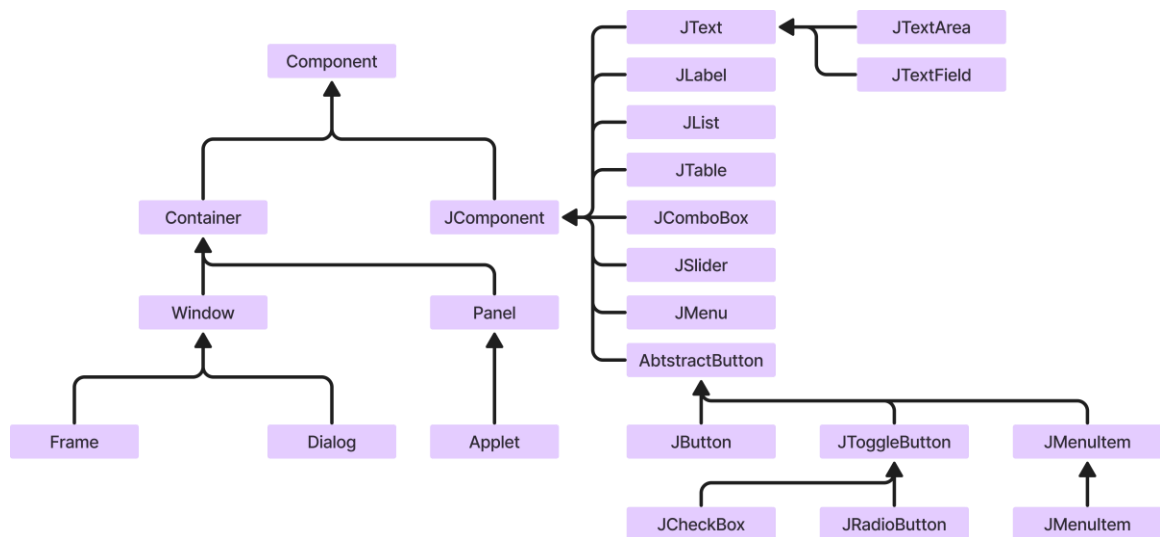 JText
JTextArea
Component
JLabel
JTextField
JList
JTable
Container
JComponent
JComboBox
JSlider
Window
Panel
JMenu
AbtstractButton
Frame
Dialog
Applet
JButton
JToggleButton
JMenuItem
JCheckBox
JRadioButton
JMenuItem